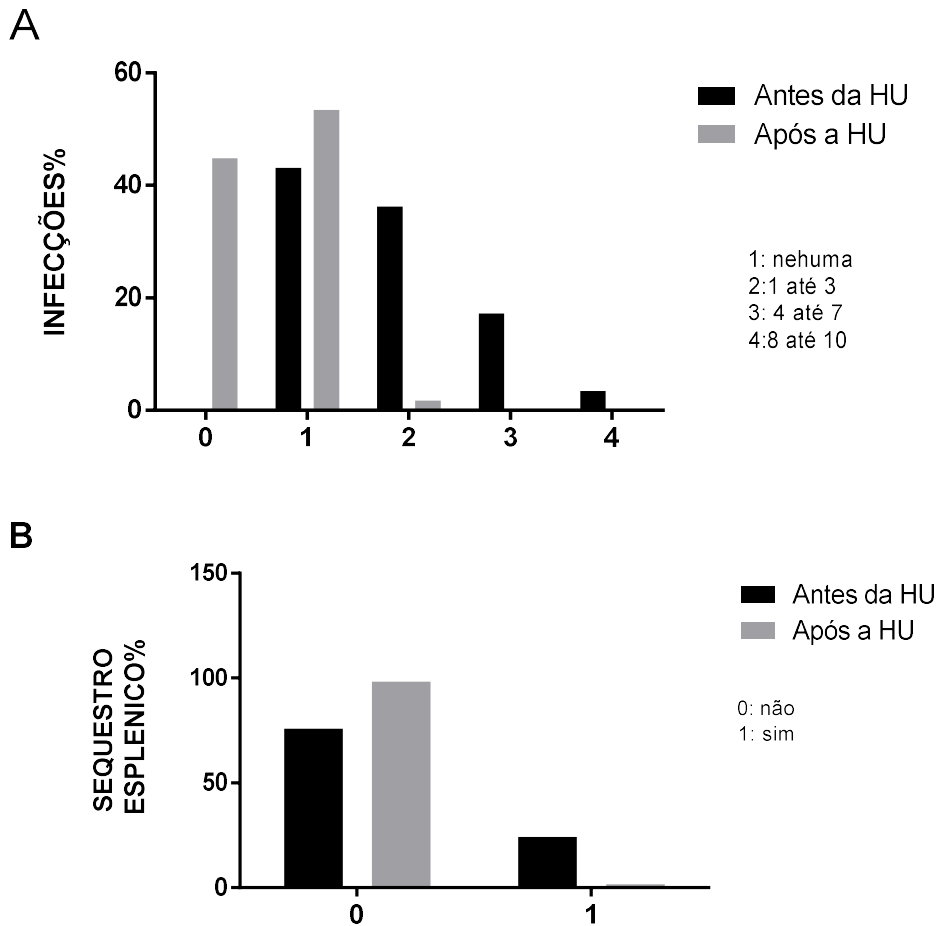 A
60
40
20
0
INFECÇÕES%
0 1 2 3 4
Antes da HU
Após a HU
1: nehuma
2:1 até 3
3: 4 até 7
4:8 até 10
B
150
100
50
0
SEQUESTRO
ESPLENICO%
0 1
Antes da HU
Após a HU
0: não
1: sim